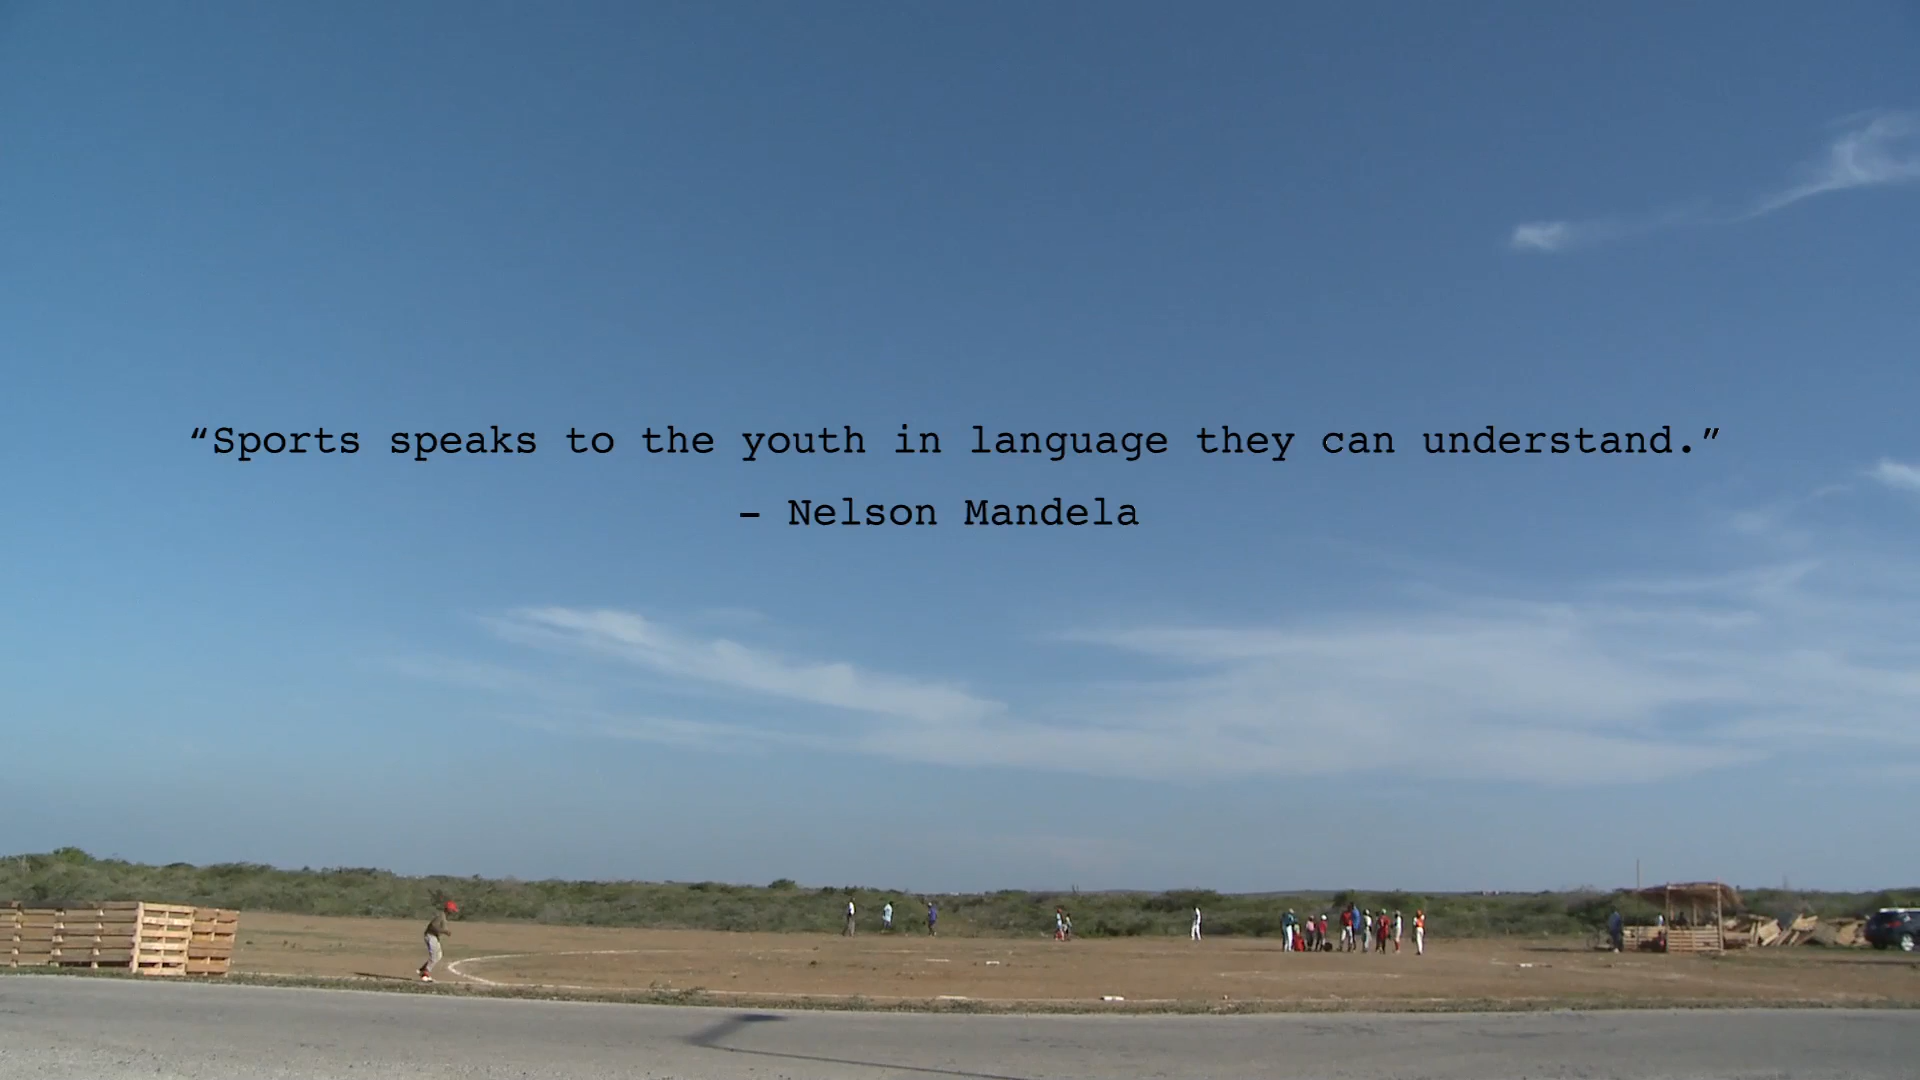 “Sports speaks to the youth in language they can understand.”
– Nelson Mandela